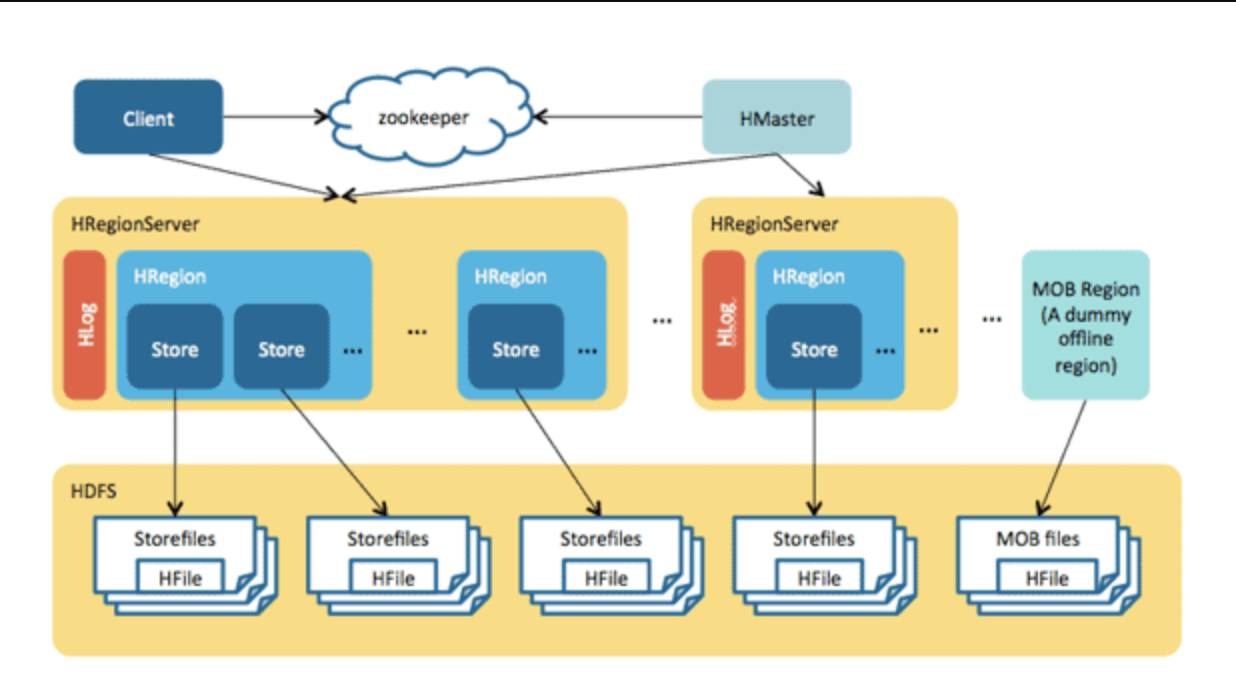 Client
zookeeper
HMaster
HRegionServer
HRegionServer
HLog
HRegion
Store
Store
...
...
HRegion
Store
...
...
HLog
HRegion
Store
...
...
...
MOB Region
(A dummy
offline
region)
HDFS
Storefiles
HFile
Storefiles
HFile
Storefiles
HFile
Storefiles
HFile
MOB files
HFile